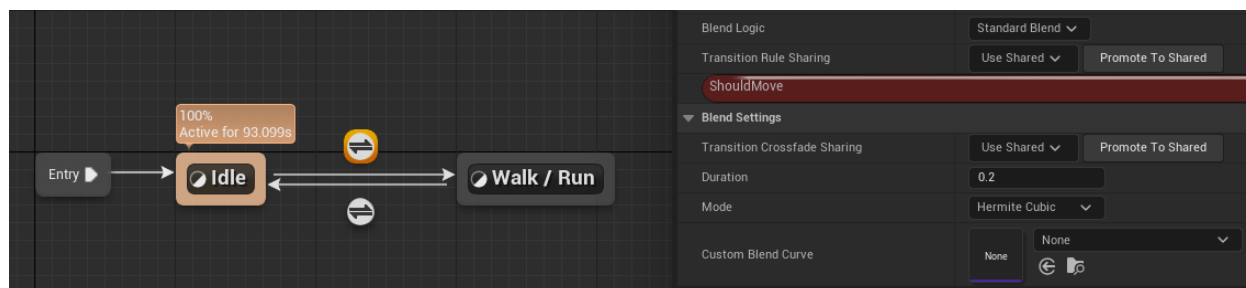 100%
Active for 93.099s
Entry
Idle
Walk / Run
Blend Logic
Standard Blend
Transition Rule Sharing
Use Shared
Promote To Shared
ShouldMove
Blend Settings
Transition Crossfade Sharing
Use Shared
Promote To Shared
Duration
0.2
Mode
Hermite Cubic
Custom Blend Curve
None
None